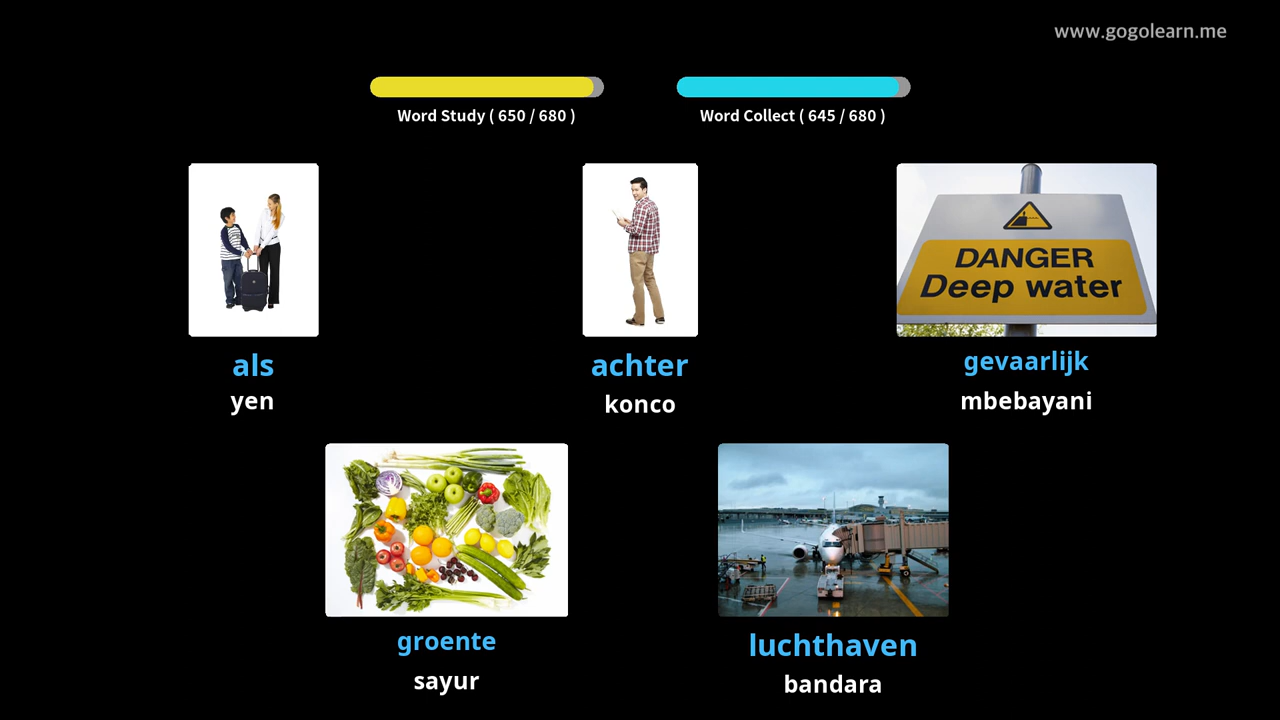 www.gogolearn.me
Word Study ( 650 / 680 )
Word Collect ( 645 / 680 )
DANGER
Deep water
als
yen
achter
konco
gevaarlijk
mbebayani
groente
sayur
luchthaven
bandara